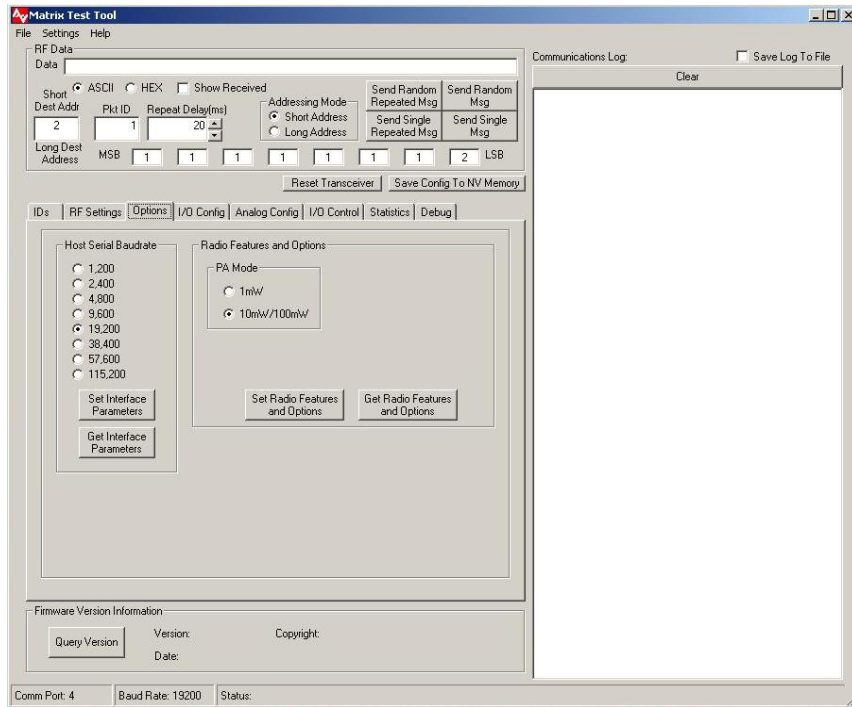 Matrix Test Tool
File Settings Help
RF Data
Data
ASCII HEX Show Received
Short Dest Addr
2
Pkt ID
1
Repeat Delay(ms)
20
Addressing Mode
Short Address
Long Address
Send Random Repeated Msg
Send Random Msg
Send Single Repeated Msg
Send Single Msg
Long Dest Address
MSB 1 1 1 1 1 1 1 2 LSB
Reset Transceiver
Save Config To NV Memory
IDs RF Settings Options I/O Config Analog Config I/O Control Statistics Debug
Host Serial Baudrate
1,200
2,400
4,800
9,600
19,200
38,400
57,600
115,200
Set Interface Parameters
Get Interface Parameters
Radio Features and Options
PA Mode
1mW
10mW/100mW
Set Radio Features and Options
Get Radio Features and Options
Firmware Version Information
Query Version
Version:
Copyright:
Date:
Communications Log:
Save Log To File
Clear
Comm Port: 4
Baud Rate: 19200
Status: